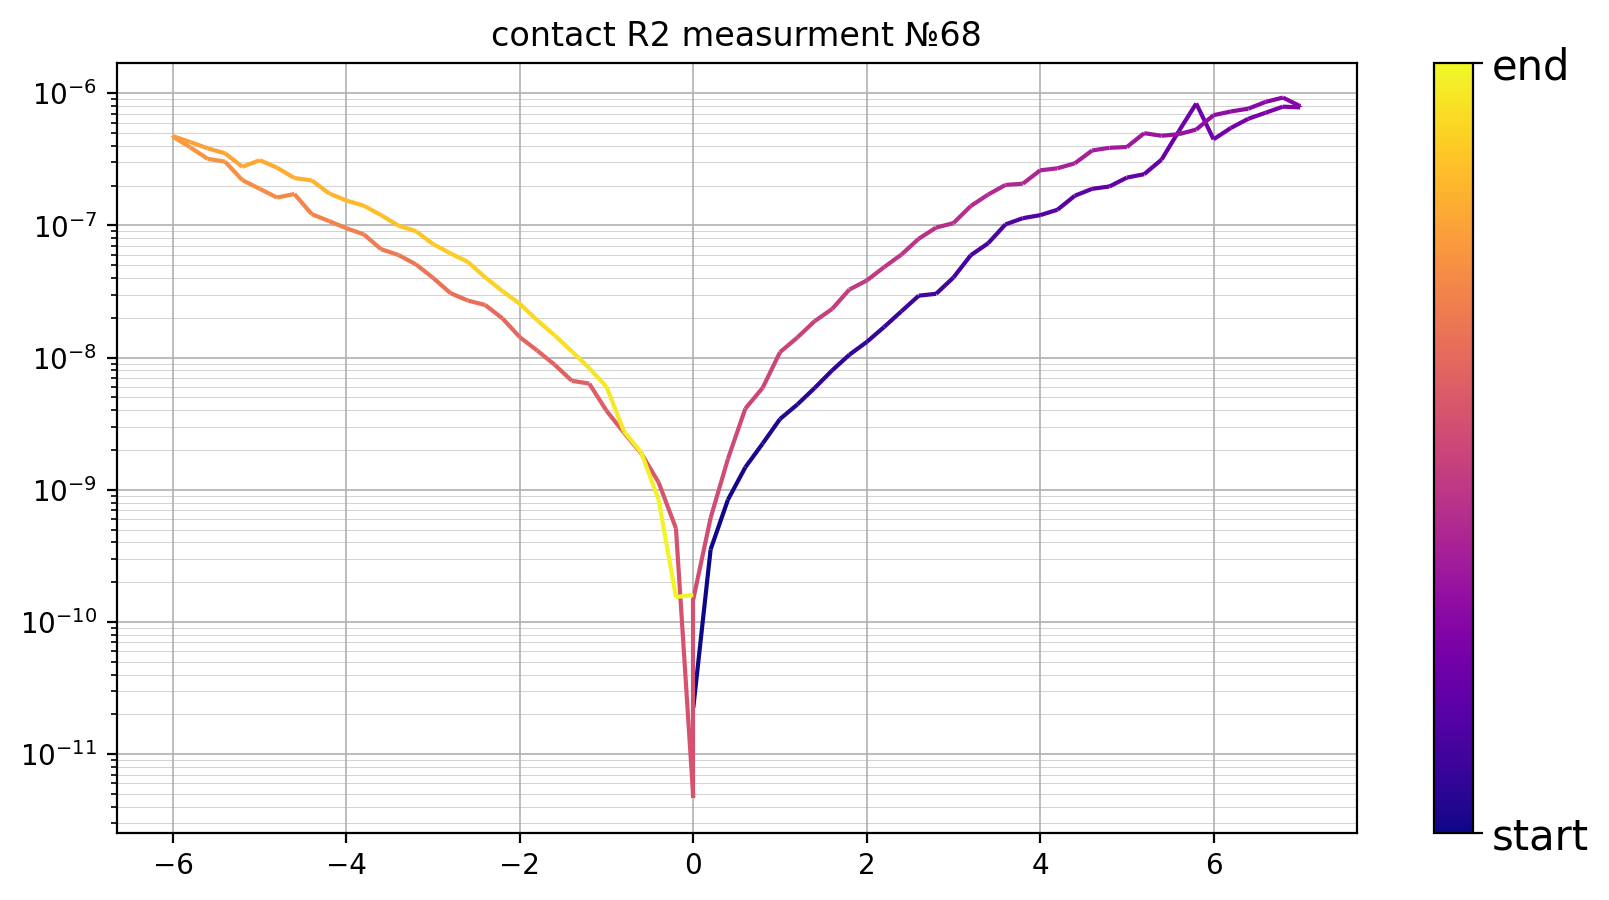 contact R2 measurment №68
10⁻⁶
10⁻⁷
10⁻⁸
10⁻⁹
10⁻¹⁰
10⁻¹¹
−6 −4 −2 0 2 4 6
end
start